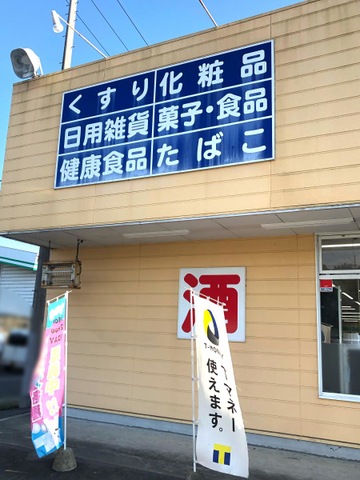 くすり 化粧品
日用雑貨 菓子・食品
健康食品 たばこ
酒
T-MONEY
Tマネー
使えます。
T